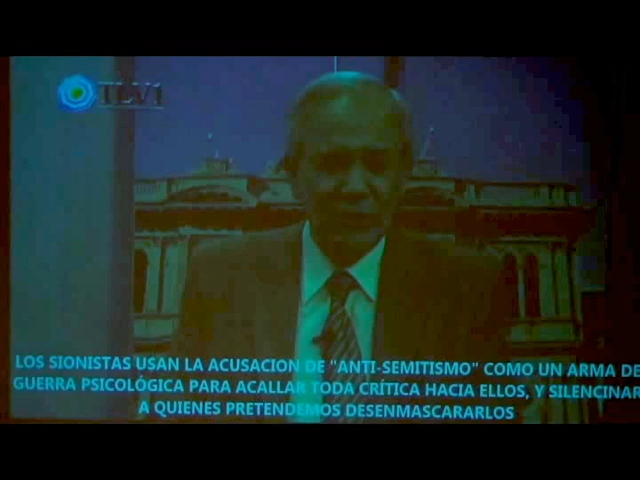 TLV1
LOS SIONISTAS USAN LA ACUSACION DE "ANTI-SEMITISMO" COMO UN ARMA DE
GUERRA PSICOLÓGICA PARA ACALLAR TODA CRÍTICA HACIA ELLOS, Y SILENCINAR
A QUIENES PRETENDEMOS DESENMASCARARLOS